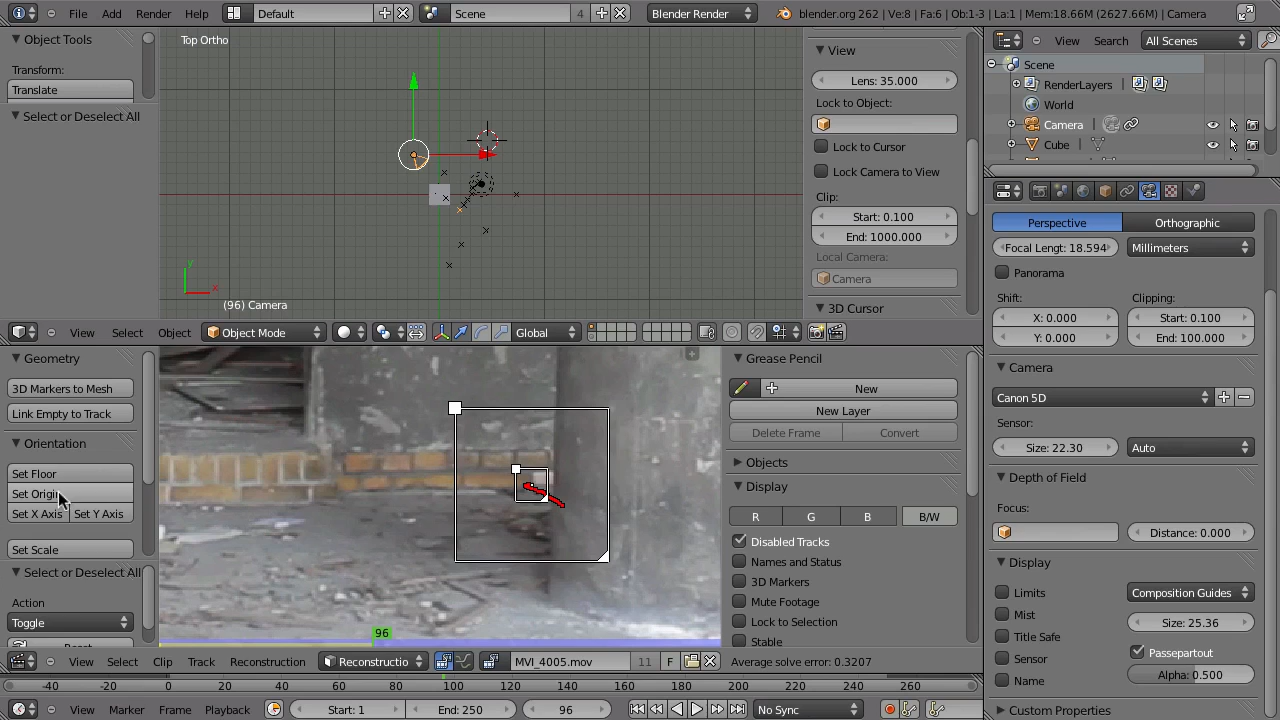 File Add Render Help Default Scene 4 Blender Render blender.org 262 | Ve:8 | Fa:6 | Ob:1-3 | La:1 | Mem:18.66M (2627.66M) | Camera
Object Tools
Transform:
Translate
Select or Deselect All
Top Ortho
(96) Camera
View
Lens: 35.000
Lock to Object:
Lock to Cursor
Lock Camera to View
Clip:
Start: 0.100
End: 1000.000
Local Camera:
Camera
3D Cursor
View Search All Scenes
Scene
RenderLayers
World
Camera
Cube
View Select Object Object Mode Global
Perspective Orthographic
Focal Lengt: 18.594 Millimeters
Panorama
Shift: Clipping:
X: 0.000 Start: 0.100
Y: 0.000 End: 100.000
Camera
Canon 5D
Sensor:
Size: 22.30 Auto
Depth of Field
Focus:
Distance: 0.000
Display
Limits Composition Guides
Mist Size: 25.36
Title Safe
Sensor Passepartout
Name Alpha: 0.500
Custom Properties
Geometry
3D Markers to Mesh
Link Empty to Track
Orientation
Set Floor
Set Origin
Set X Axis Set Y Axis
Set Scale
Select or Deselect All
Action
Toggle
96
Grease Pencil
New
New Layer
Delete Frame Convert
Objects
Display
R G B B/W
Disabled Tracks
Names and Status
3D Markers
Mute Footage
Lock to Selection
Stable
View Select Clip Track Reconstruction Reconstructio MVI_4005.mov 11 F Average solve error: 0.3207
-40 -20 0 20 40 60 80 100 120 140 160 180 200 220 240 260
View Marker Frame Playback Start: 1 End: 250 96 No Sync
x
y